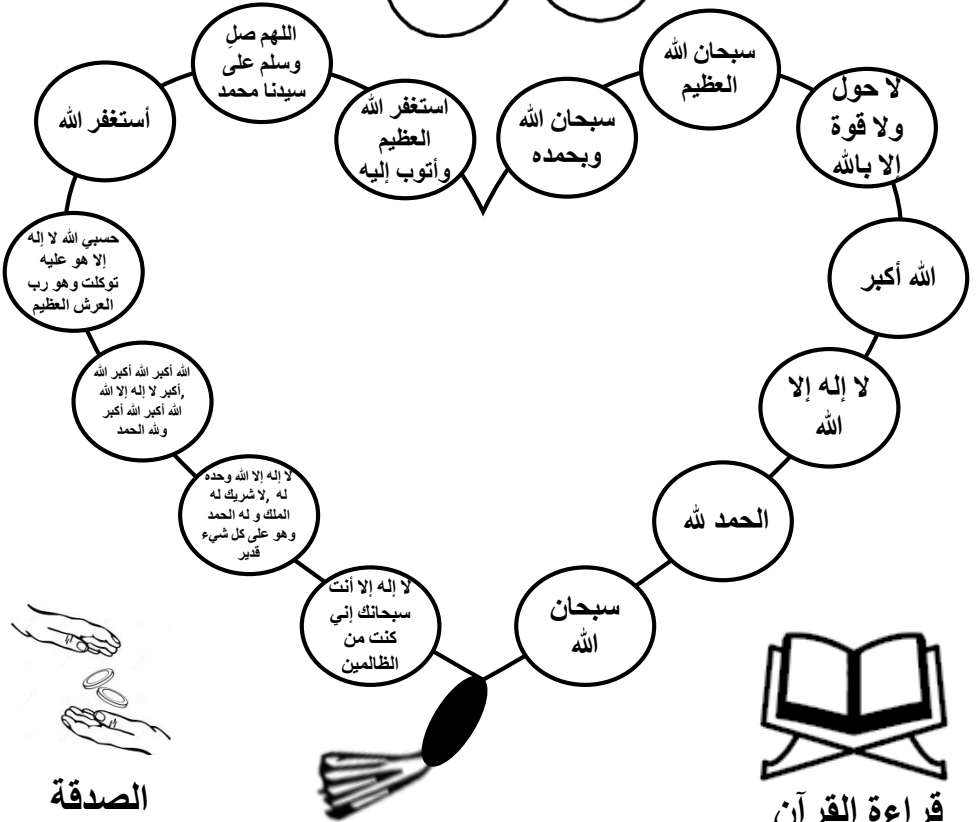 سبحان الله
العظيم
لا حول
ولا قوة
إلا بالله
الله أكبر
لا إله إلا
الله
الحمد لله
سبحان
الله
سبحان الله
وبحمده
اللهم صلِ
وسلم على
سيدنا محمد
استغفر الله
العظيم
وأتوب إليه
أستغفر الله
حسبي الله لا إله
إلا هو عليه
توكلت وهو رب
العرش العظيم
الله أكبر الله أكبر الله
أكبر لا إله إلا الله,
الله أكبر الله أكبر
ولله الحمد
لا إله إلا الله وحده
لا شريك له, له
الملك و له الحمد
وهو على كل شيء
قدير
لا إله إلا أنت
سبحانك إني
كنت من
الظالمين
الصدقة
قراءة القرآن